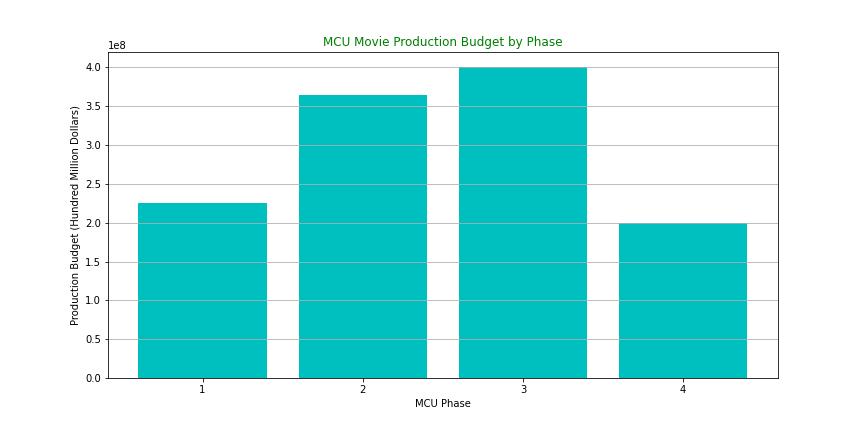 MCU Movie Production Budget by Phase
1e8
4.0
3.5
3.0
2.5
2.0
1.5
1.0
0.5
0.0
Production Budget (Hundred Million Dollars)
1 2 3 4
MCU Phase